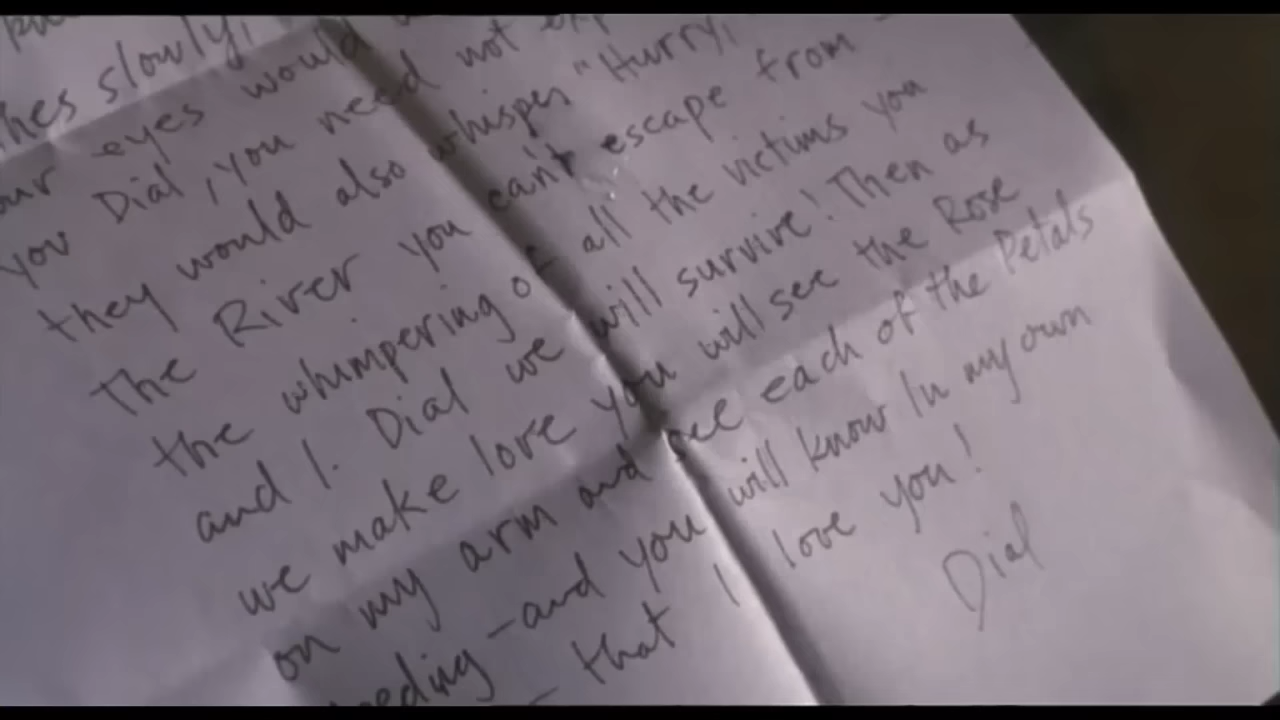 hes slowly,
our eyes would
you Dial, you need not
they would also whisper "Hurry,
The River you can't escape from
the whimpering of all the victims you
and I. Dial we will survive! Then as
we make love you will see the Rose
on my arm and see each of the Petals
eeding - and you will know In my own
- that I love you!
Dial